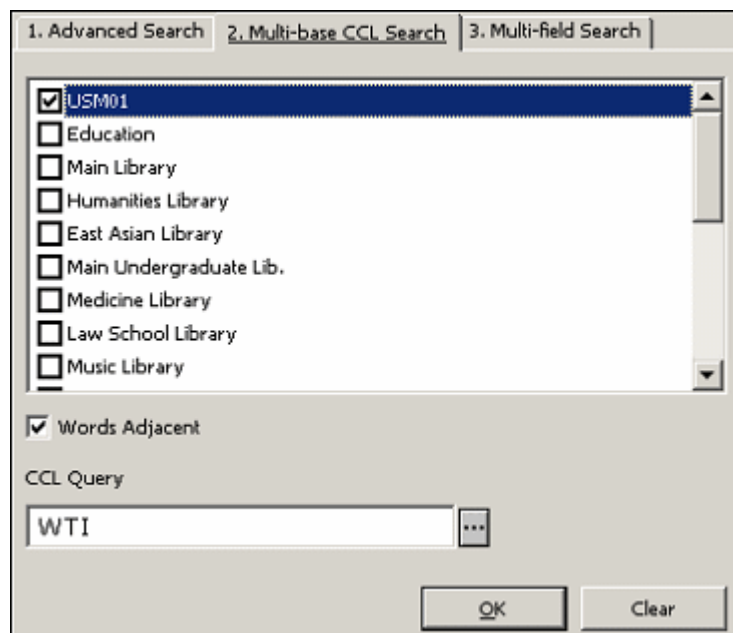 1. Advanced Search 2. Multi-base CCL Search 3. Multi-field Search
USM01
Education
Main Library
Humanities Library
East Asian Library
Main Undergraduate Lib.
Medicine Library
Law School Library
Music Library
Words Adjacent
CCL Query
WTI ...
OK Clear